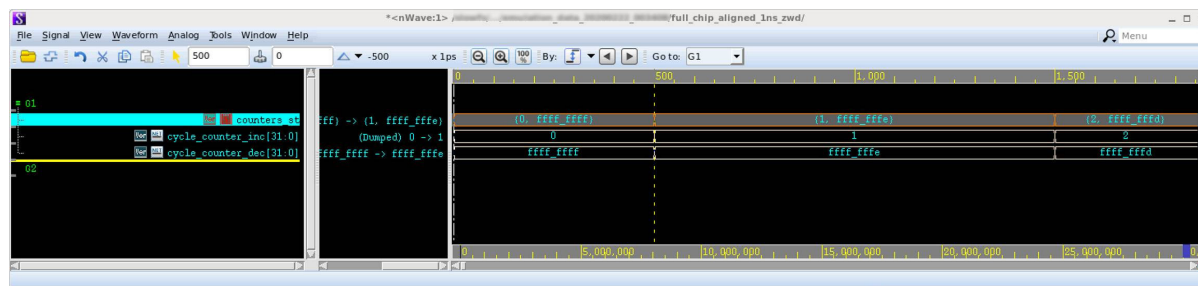 S *<nWave:1> /full_chip_aligned_1ns_zwd/
File Signal View Waveform Analog Tools Window Help Menu
500 0 -500 x 1ps 100 % By: Go to: G1
0 500 1,000 1,500
G1
counters_st fff} -> {1, ffff_fffe} {0, ffff_ffff} {1, ffff_fffe} {2, ffff_fffd}
cycle_counter_inc[31:0] (Dumped) 0 -> 1 0 1 2
cycle_counter_dec[31:0] ffff_ffff -> ffff_fffe ffff_ffff ffff_fffe ffff_fffd
G2
0 5,000,000 10,000,000 15,000,000 20,000,000 25,000,000